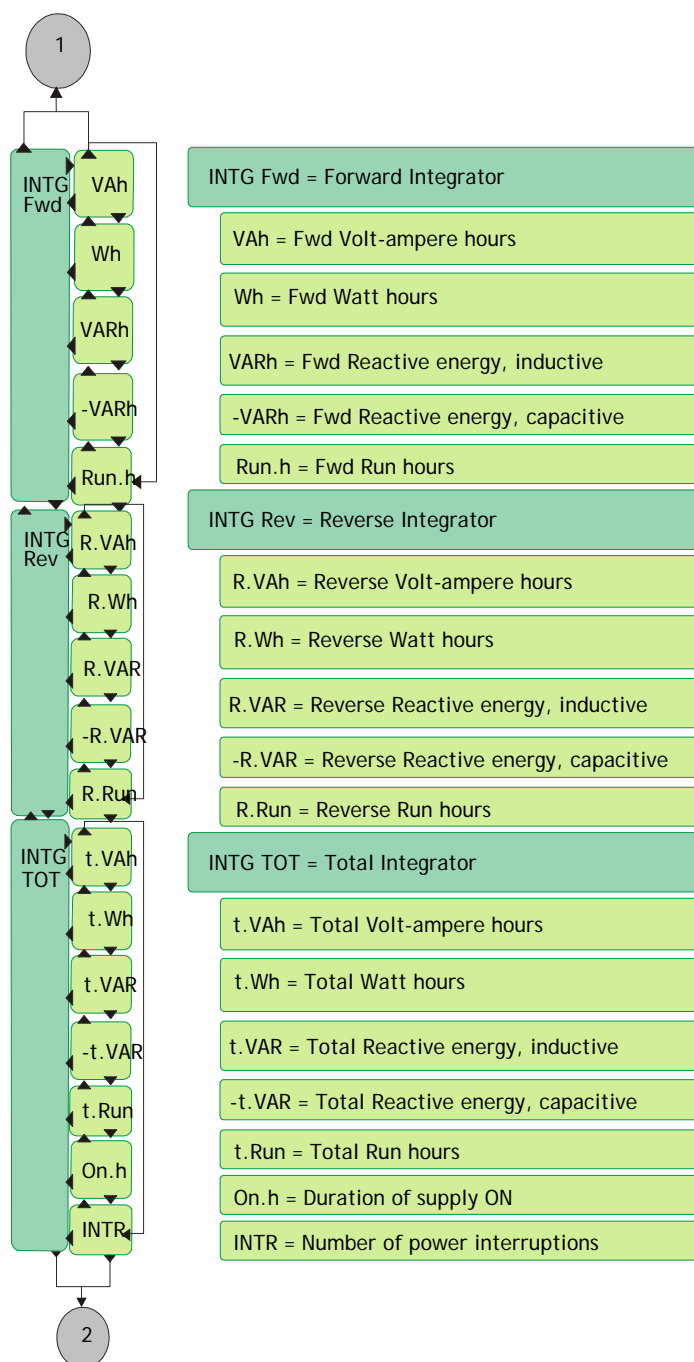 1
INTG
Fwd
VAh
Wh
VARh
-VARh
Run.h
INTG
Rev
R.VAh
R.Wh
R.VAR
-R.VAR
R.Run
INTG
TOT
t.VAh
t.Wh
t.VAR
-t.VAR
t.Run
On.h
INTR
2
INTG Fwd = Forward Integrator
VAh = Fwd Volt-ampere hours
Wh = Fwd Watt hours
VARh = Fwd Reactive energy, inductive
-VARh = Fwd Reactive energy, capacitive
Run.h = Fwd Run hours
INTG Rev = Reverse Integrator
R.VAh = Reverse Volt-ampere hours
R.Wh = Reverse Watt hours
R.VAR = Reverse Reactive energy, inductive
-R.VAR = Reverse Reactive energy, capacitive
R.Run = Reverse Run hours
INTG TOT = Total Integrator
t.VAh = Total Volt-ampere hours
t.Wh = Total Watt hours
t.VAR = Total Reactive energy, inductive
-t.VAR = Total Reactive energy, capacitive
t.Run = Total Run hours
On.h = Duration of supply ON
INTR = Number of power interruptions